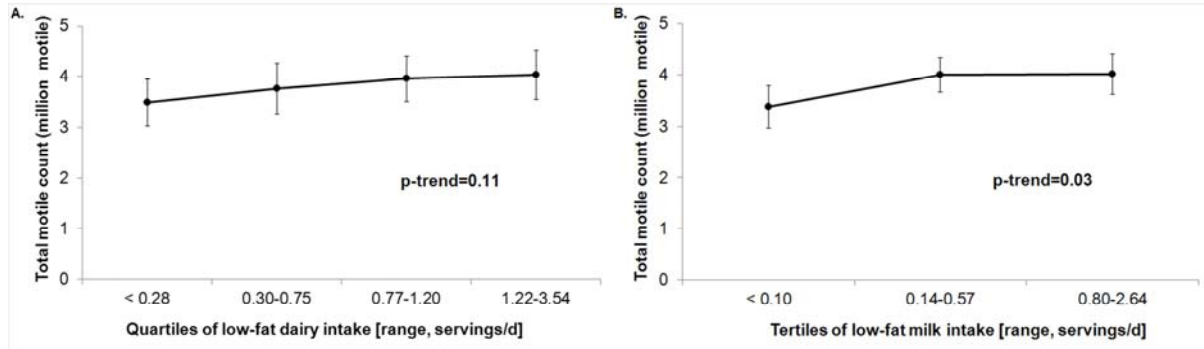 A.
Total motile count (million motile)
5
4
3
2
1
0
p-trend=0.11
< 0.28 0.30-0.75 0.77-1.20 1.22-3.54
Quartiles of low-fat dairy intake [range, servings/d]
B.
Total motile count (million motile)
5
4
3
2
1
0
p-trend=0.03
< 0.10 0.14-0.57 0.80-2.64
Tertiles of low-fat milk intake [range, servings/d]